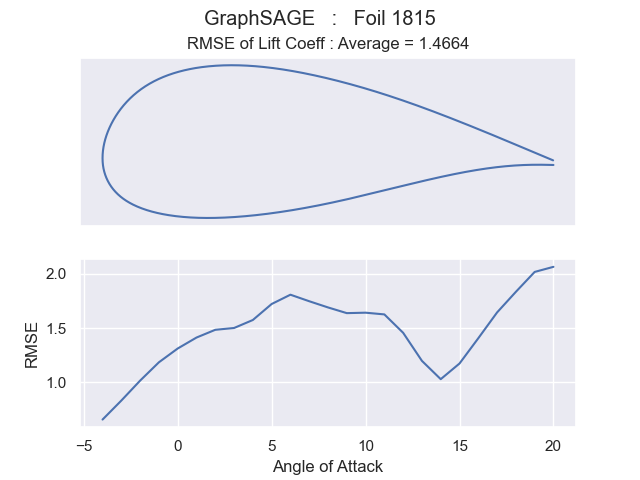 GraphSAGE : Foil 1815
RMSE of Lift Coeff : Average = 1.4664
2.0
1.5
1.0
RMSE
−5 0 5 10 15 20
Angle of Attack